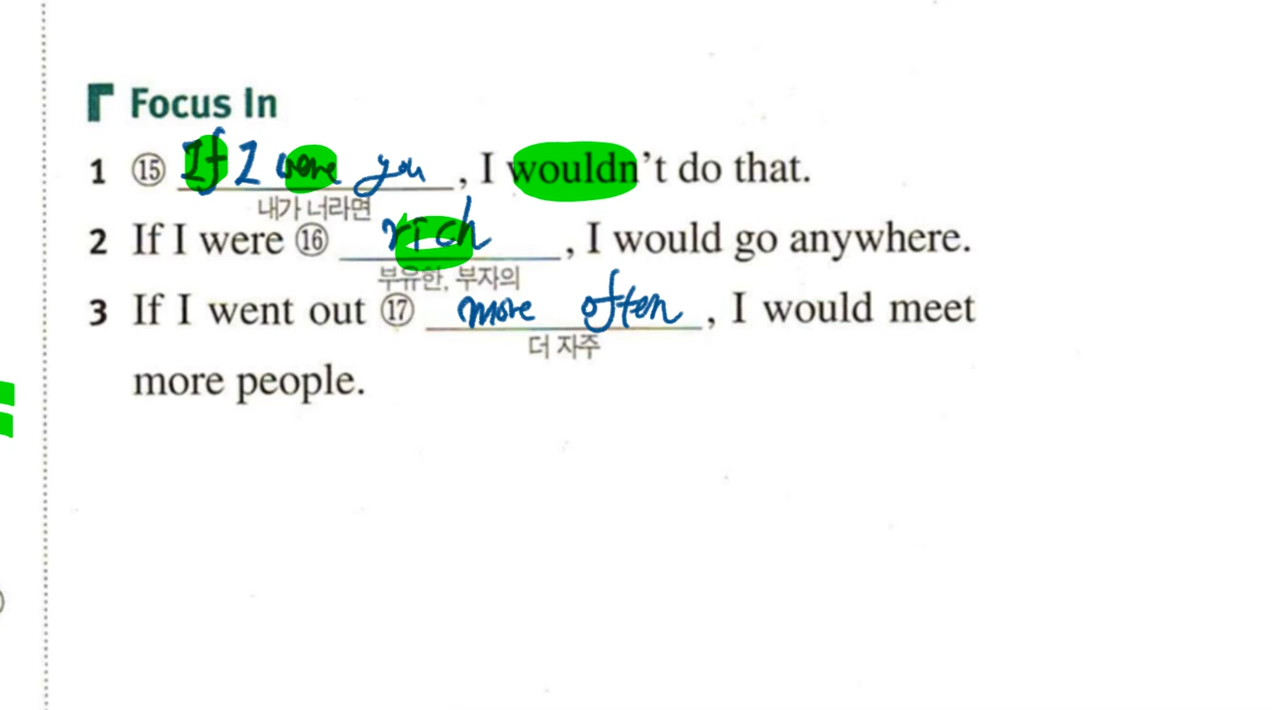 Focus In
1 ⑮ If I were you, I wouldn't do that.
내가 너라면
2 If I were ⑯ rich, I would go anywhere.
부유한, 부자의
3 If I went out ⑰ more often, I would meet
더 자주
more people.